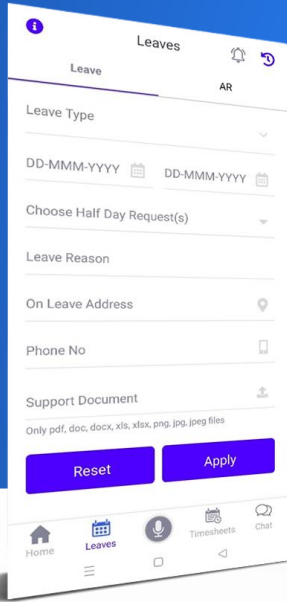 i
Leaves
Leave
AR
Leave Type
DD-MMM-YYYY DD-MMM-YYYY
Choose Half Day Request(s)
Leave Reason
On Leave Address
Phone No
Support Document
Only pdf, doc, docx, xls, xlsx, png, jpg, jpeg files
Reset Apply
Home Leaves Timesheets Chat